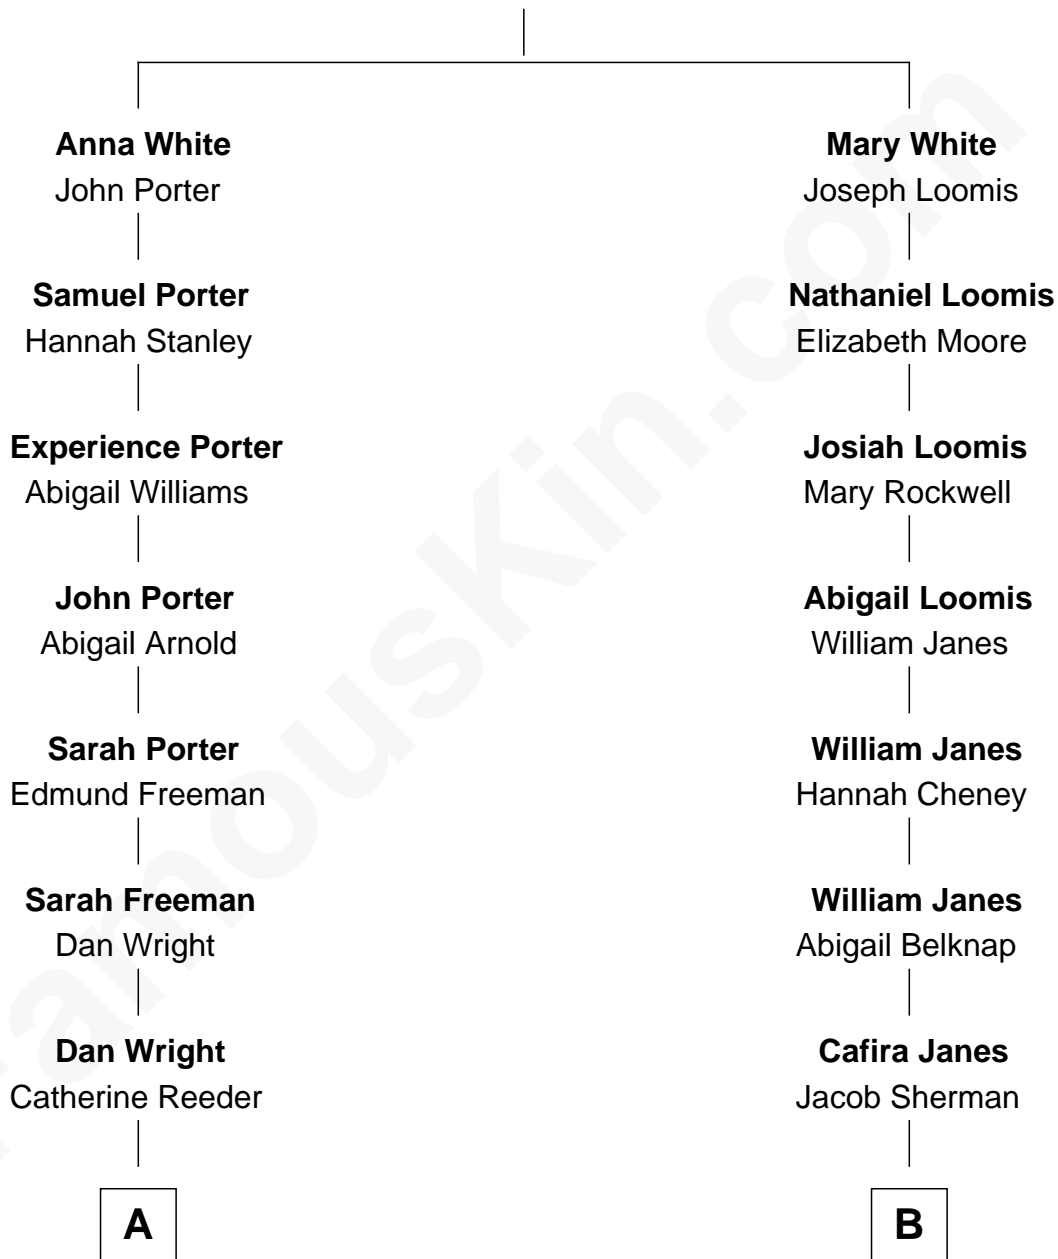 Anna White
John Porter
Mary White
Joseph Loomis
Samuel Porter
Hannah Stanley
Nathaniel Loomis
Elizabeth Moore
Experience Porter
Abigail Williams
Josiah Loomis
Mary Rockwell
John Porter
Abigail Arnold
Abigail Loomis
William Janes
Sarah Porter
Edmund Freeman
William Janes
Hannah Cheney
Sarah Freeman
Dan Wright
William Janes
Abigail Belknap
Dan Wright
Catherine Reeder
Cafira Janes
Jacob Sherman
A
B
FamousKin.com